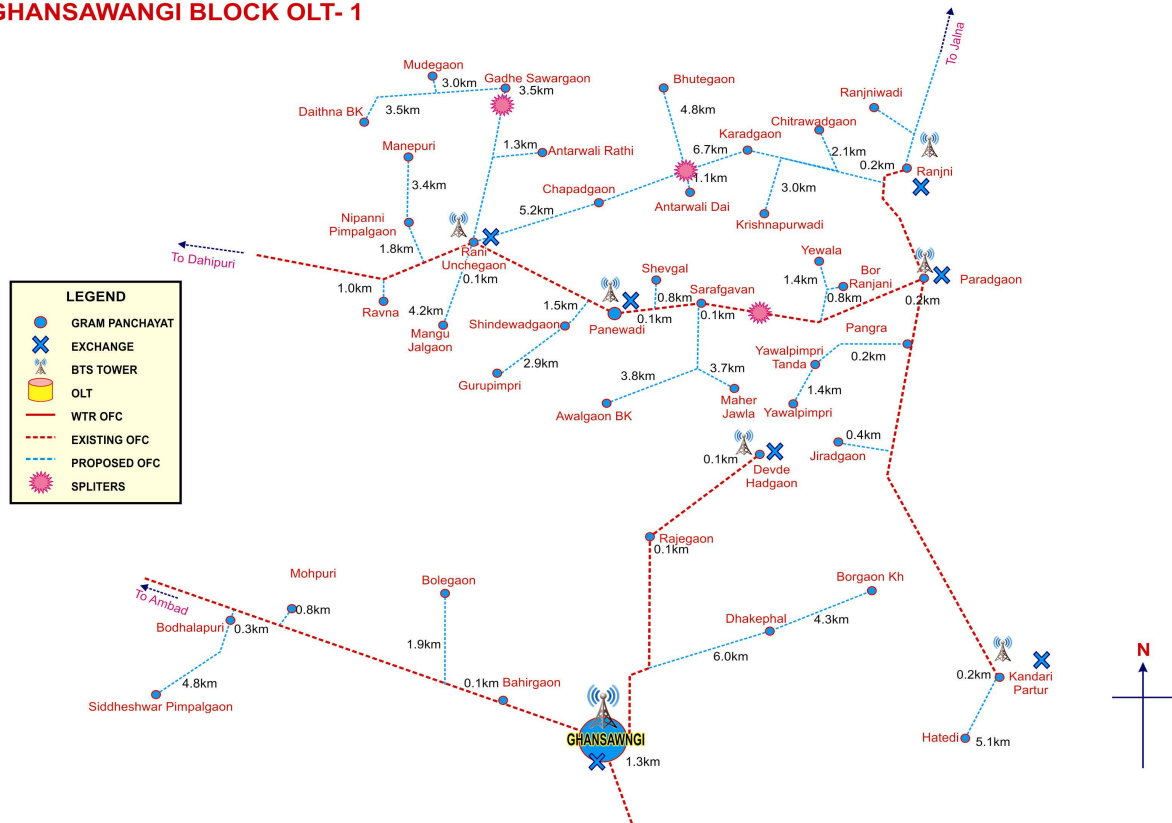 GHANSAWANGI BLOCK OLT- 1
To Jalna
Mudegaon
3.0km
Gadhe Sawargaon
3.5km
Daithna BK
3.5km
Bhutegaon
4.8km
Ranjniwadi
Chitrawadgaon
2.1km
Karadgaon
6.7km
0.2km
Ranjni
Manepuri
3.4km
1.3km
Antarwali Rathi
1.1km
Antarwali Dai
3.0km
Krishnapurwadi
Chapadgaon
5.2km
Nipanni
Pimpalgaon
1.8km
To Dahipuri
Rani
Unchegaon
0.1km
1.0km
Ravna
4.2km
Mangu
Jalgaon
Shevgal
0.8km
Sarafgavan
0.1km
Yewala
1.4km
Bor
Ranjani
0.8km
Paradgaon
0.2km
1.5km
Shindewadgaon
Panewadi
0.1km
2.9km
Gurupimpri
Pangra
0.2km
Yawalpimpri
Tanda
1.4km
Yawalpimpri
3.8km
3.7km
Maher
Jawla
Awalgaon BK
LEGEND
GRAM PANCHAYAT
EXCHANGE
BTS TOWER
OLT
WTR OFC
EXISTING OFC
PROPOSED OFC
SPLITERS
0.4km
Jiradgaon
0.1km
Devde
Hadgaon
Rajegaon
0.1km
To Ambad
Mohpuri
0.8km
Bodhalapuri
0.3km
4.8km
Siddheshwar Pimpalgaon
Bolegaon
1.9km
0.1km
Bahirgaon
Borgaon Kh
4.3km
Dhakephal
6.0km
GHANSAWNGI
1.3km
0.2km
Kandari
Partur
Hatedi
5.1km
N